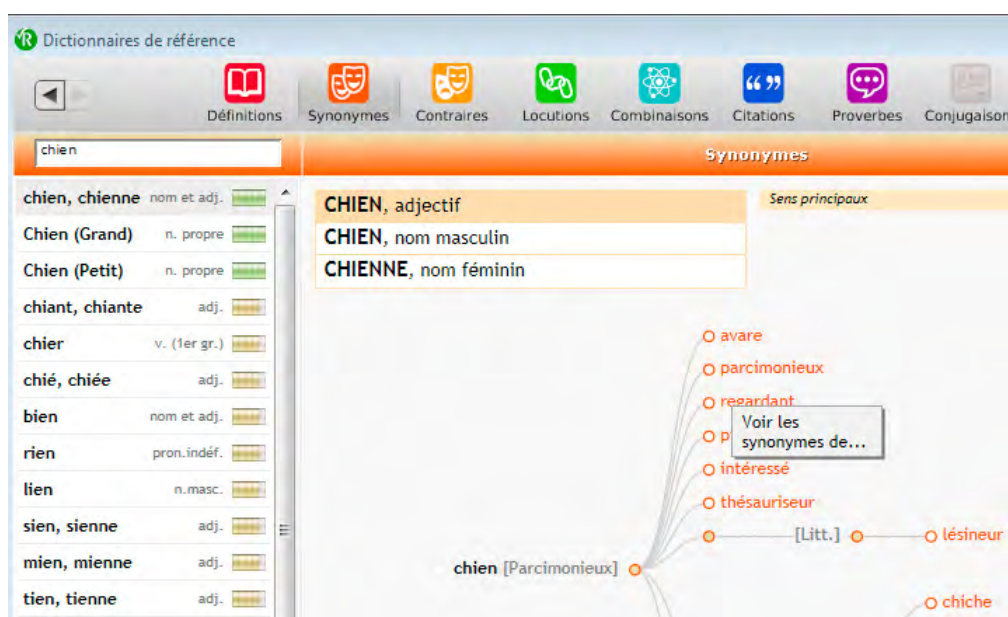 Dictionnaires de référence
Définitions Synonymes Contraires Locutions Combinaisons Citations Proverbes Conjugaison
chien
Synonymes
chien, chienne nom et adj.
Chien (Grand) n. propre
Chien (Petit) n. propre
chiant, chiante adj.
chier v. (1er gr.)
chié, chiée adj.
bien nom et adj.
rien pron.indéf.
lien n.masc.
sien, sienne adj.
mien, mienne adj.
tien, tienne adj.
CHIEN, adjectif
CHIEN, nom masculin
CHIENNE, nom féminin
Sens principaux
avare
parcimonieux
regardant
Voir les
synonymes de...
intéressé
thésauriseur
[Litt.] lésineur
chien [Parcimonieux]
chiche